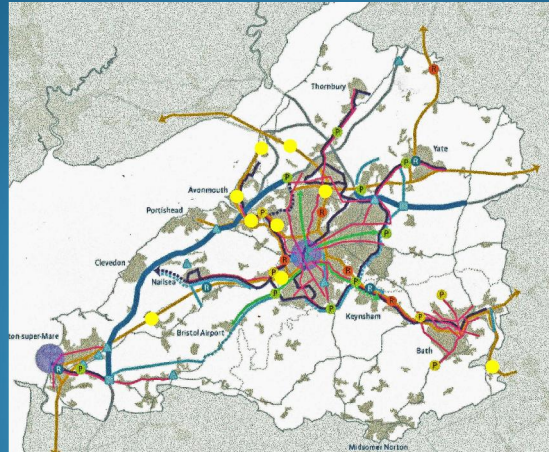 Thornbury
R
P
Yate
P
R
P
P
Avonmouth
R
P
Portishead
P
Clevedon
R
R
Nailsea
P
P
R
R
P
R
P
Bristol Airport
P
Keynsham
P
ton-super-Mare
Bath
R
P
P
Midsomer Norton